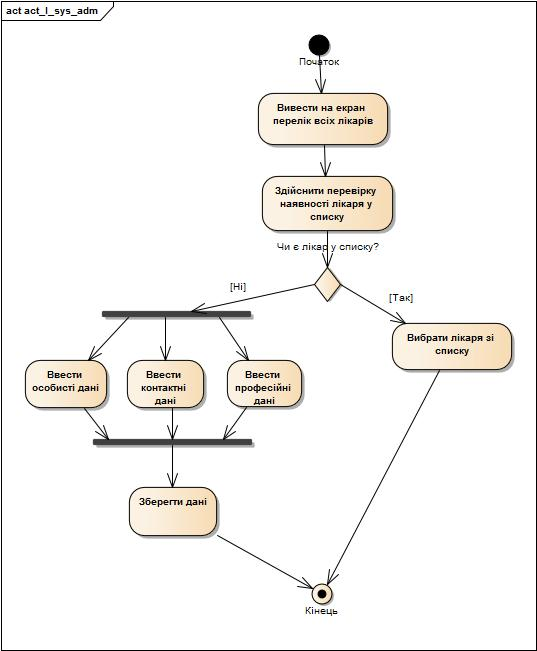 act act_I_sys_adm
Початок
Вивести на екран
перелік всіх лікарів
Здійснити перевірку
наявності лікаря у
списку
Чи є лікар у списку?
[Ні]
[Так]
Вибрати лікаря зі
списку
Ввести
особисті дані
Ввести
контактні
дані
Ввести
професійні
дані
Зберегти дані
Кінець